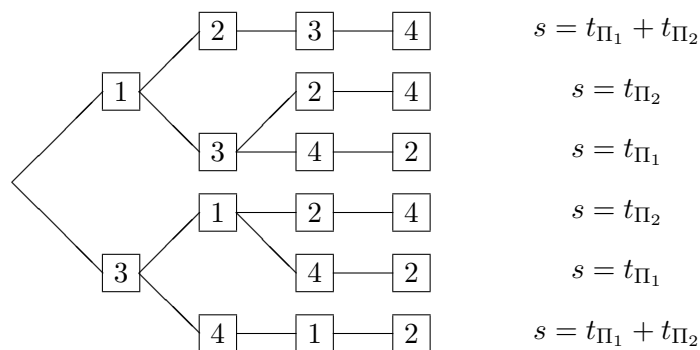 2 3 4 s = t_{Π_1} + t_{Π_2}
1
2 4 s = t_{Π_2}
3 4 2 s = t_{Π_1}
1 2 4 s = t_{Π_2}
3
4 2 s = t_{Π_1}
4 1 2 s = t_{Π_1} + t_{Π_2}